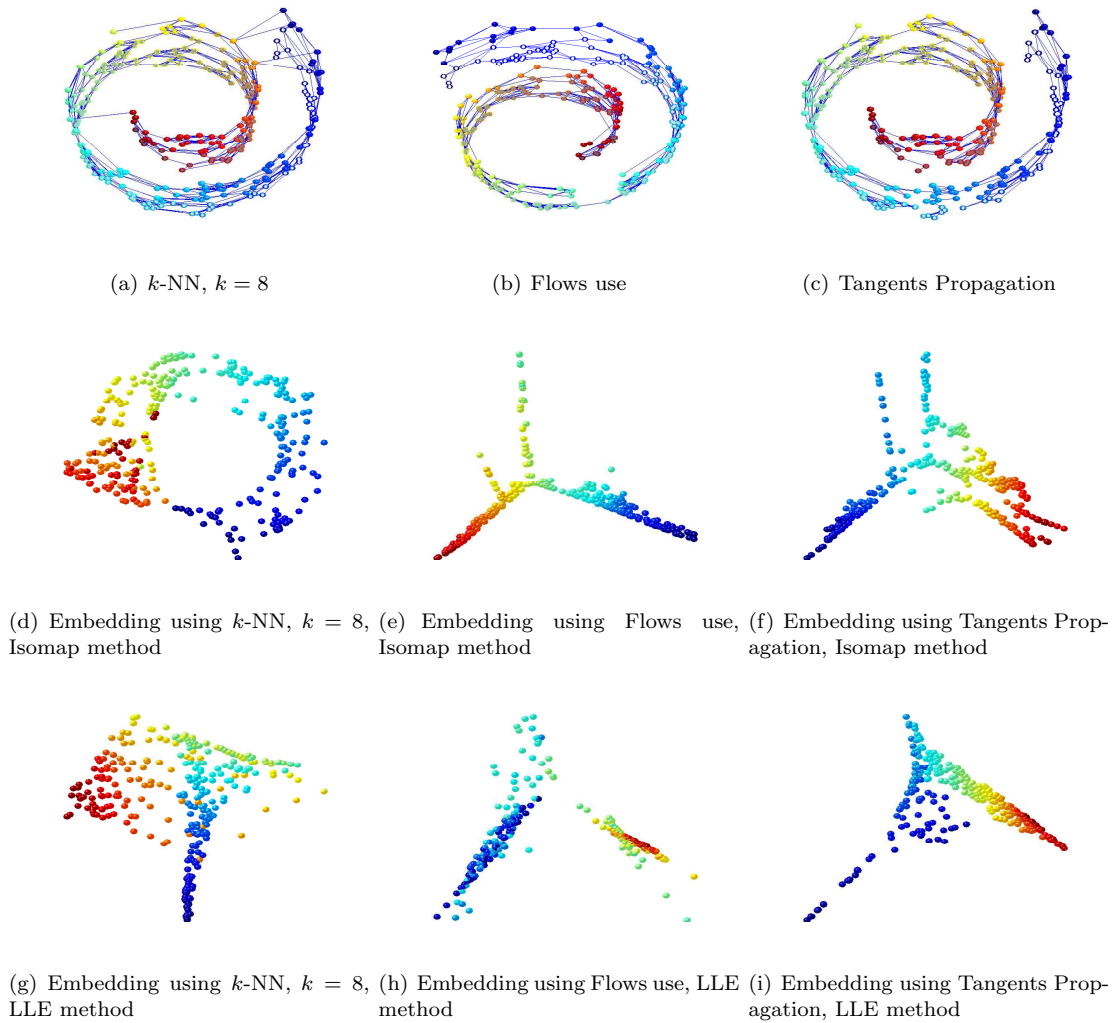 (a) k-NN, k = 8
(b) Flows use
(c) Tangents Propagation
(d) Embedding using k-NN, k = 8,
Isomap method
(e) Embedding using Flows use,
Isomap method
(f) Embedding using Tangents Prop-
agation, Isomap method
(g) Embedding using k-NN, k = 8,
LLE method
(h) Embedding using Flows use, LLE
method
(i) Embedding using Tangents Prop-
agation, LLE method